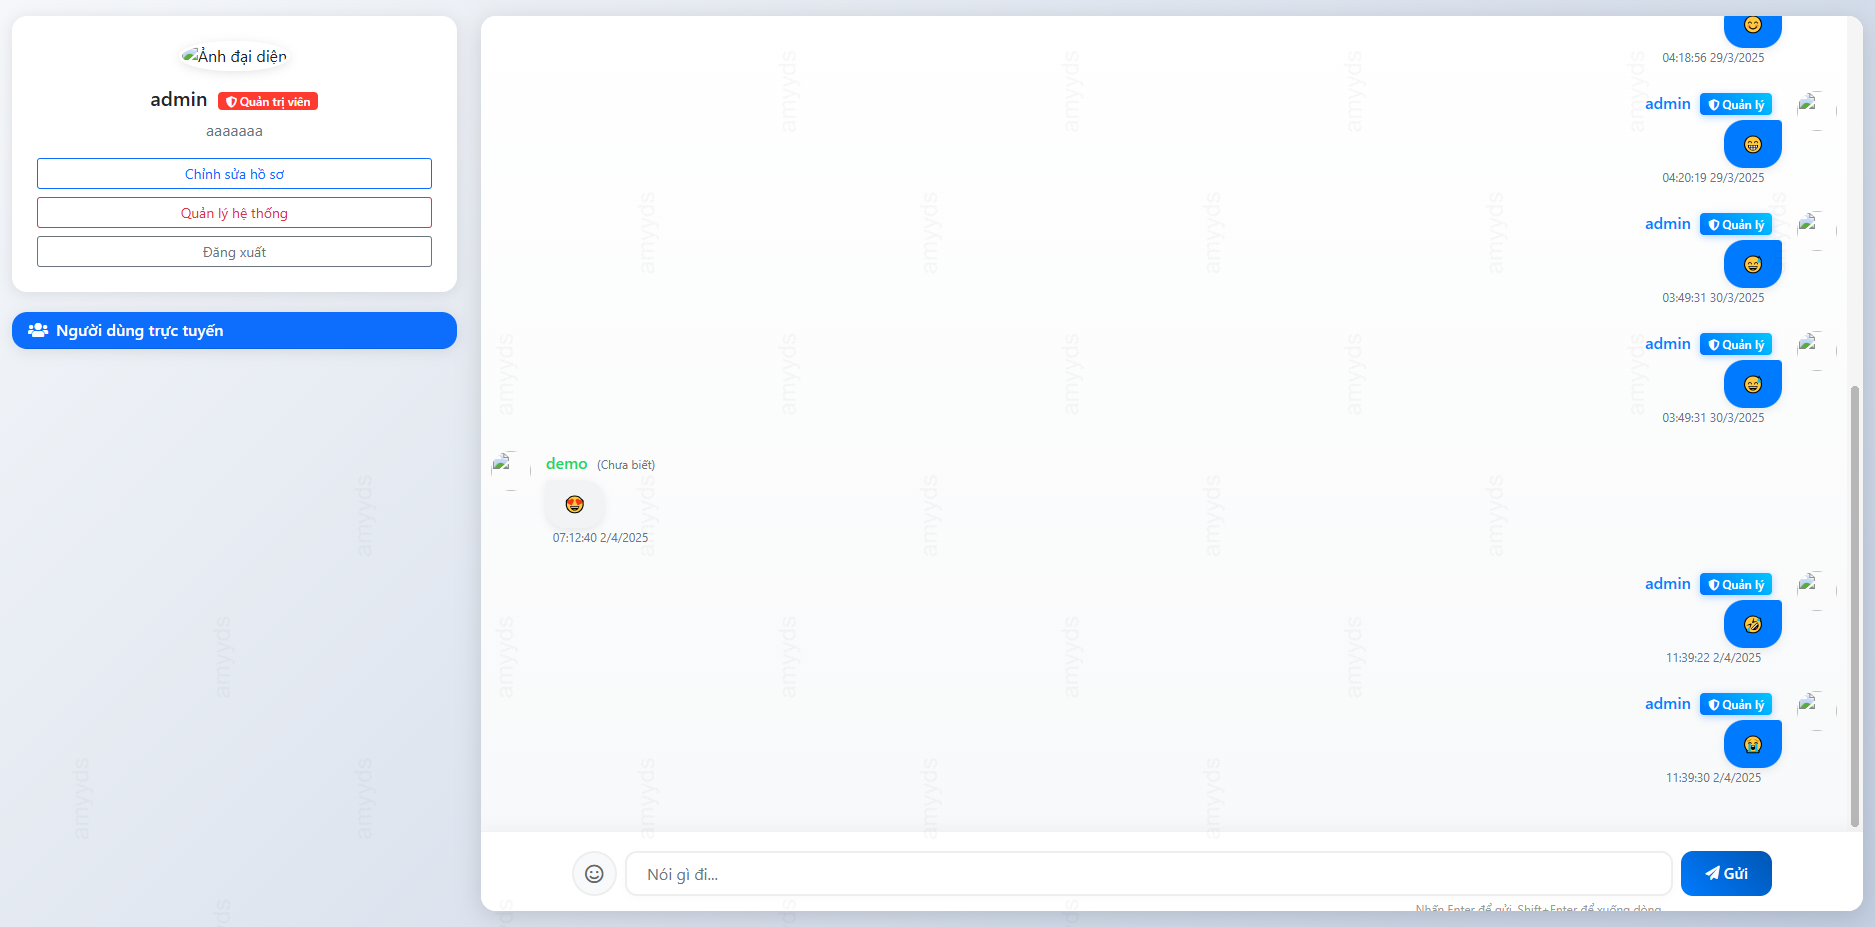 Ảnh đại diện
admin Quản trị viên
aaaaaaa
Chỉnh sửa hồ sơ
Quản lý hệ thống
Đăng xuất
Người dùng trực tuyến
😊
04:18:56 29/3/2025
admin Quản lý
😁
04:20:19 29/3/2025
admin Quản lý
😅
03:49:31 30/3/2025
admin Quản lý
😅
03:49:31 30/3/2025
demo (Chưa biết)
😍
07:12:40 2/4/2025
admin Quản lý
🤣
11:39:22 2/4/2025
admin Quản lý
😭
11:39:30 2/4/2025
Nói gì đi...
Gửi
Nhấn Enter để gửi, Shift+Enter để xuống dòng
amyyds